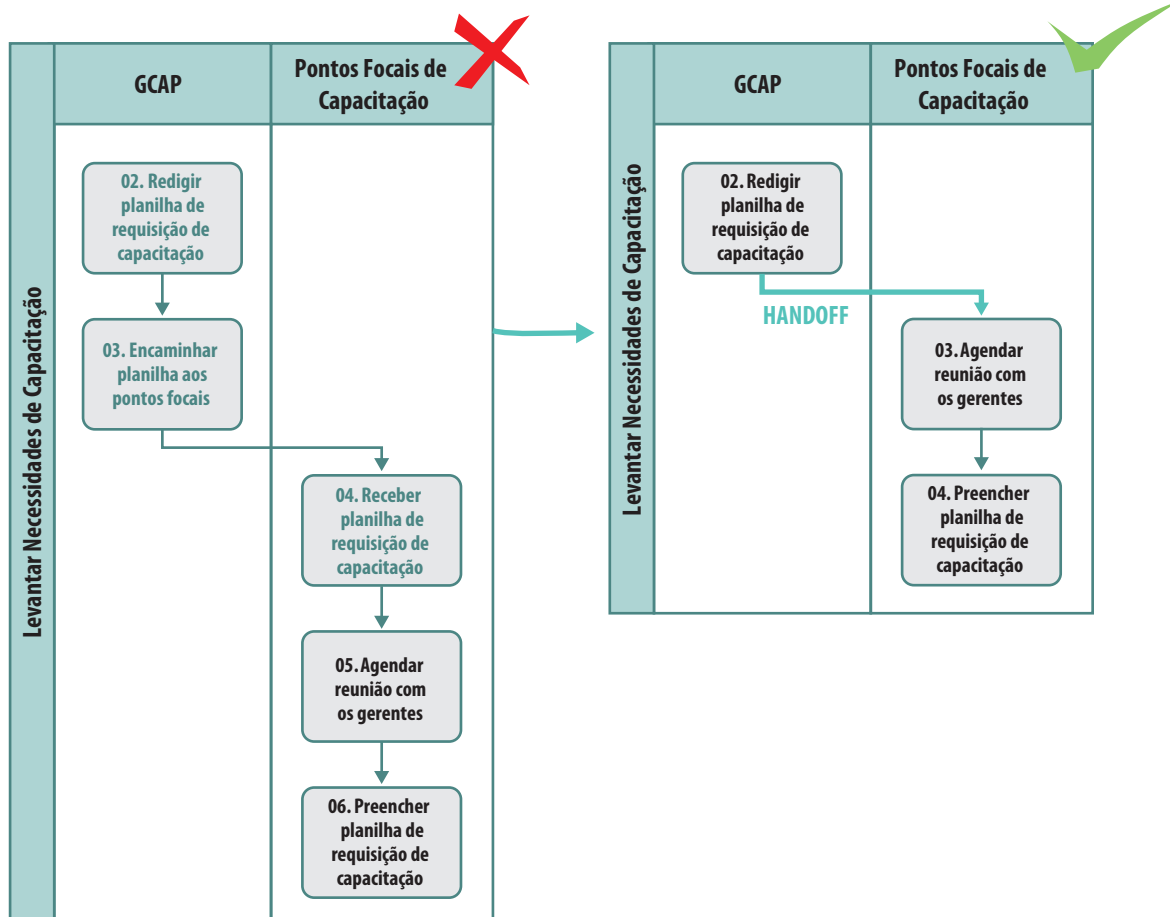 Levantar Necessidades de Capacitação
GCAP
Pontos Focais de
Capacitação
02. Redigir
planilha de
requisição de
capacitação
03. Encaminhar
planilha aos
pontos focais
04. Receber
planilha de
requisição de
capacitação
05. Agendar
reunião com
os gerentes
06. Preencher
planilha de
requisição de
capacitação
Levantar Necessidades de Capacitação
GCAP
Pontos Focais de
Capacitação
02. Redigir
planilha de
requisição de
capacitação
HANDOFF
03. Agendar
reunião com
os gerentes
04. Preencher
planilha de
requisição de
capacitação